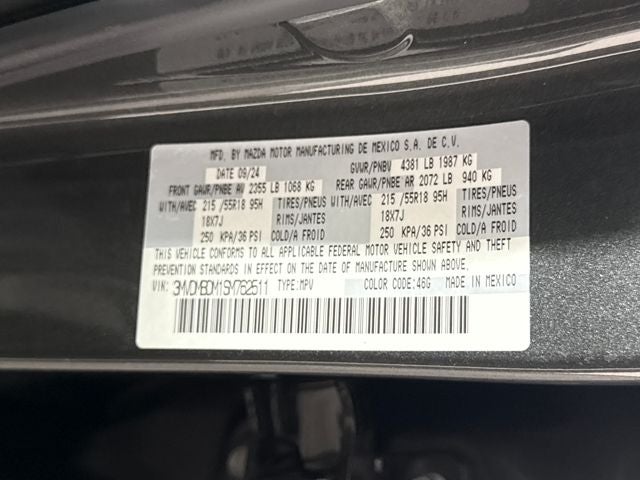 MFD. BY MAZDA MOTOR MANUFACTURING DE MEXICO S.A. DE C.V.
DATE 09/24 GVWR/PNBV 4381 LB 1987 KG
FRONT GAWR/PNBE AV 2355 LB 1068 KG REAR GAWR/PNBE AR 2072 LB 940 KG
WITH/AVEC 215/55R18 95H TIRES/PNEUS WITH/AVEC 215/55R18 95H TIRES/PNEUS
18X7J RIMS/JANTES 18X7J RIMS/JANTES
250 KPA/36 PSI COLD/A FROID 250 KPA/36 PSI COLD/A FROID
THIS VEHICLE CONFORMS TO ALL APPLICABLE FEDERAL MOTOR VEHICLE SAFETY AND THEFT
PREVENTION STANDARDS IN EFFECT ON THE DATE OF MANUFACTURE SHOWN ABOVE.
VIN: 3MVDMBCM1SM762511 TYPE:MPV COLOR CODE:46G MADE IN MEXICO